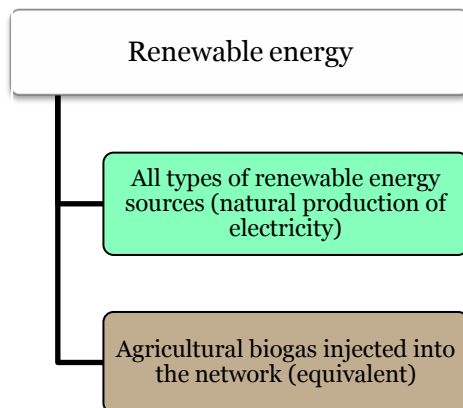 Renewable energy
All types of renewable energy
sources (natural production of
electricity)
Agricultural biogas injected into
the network (equivalent)